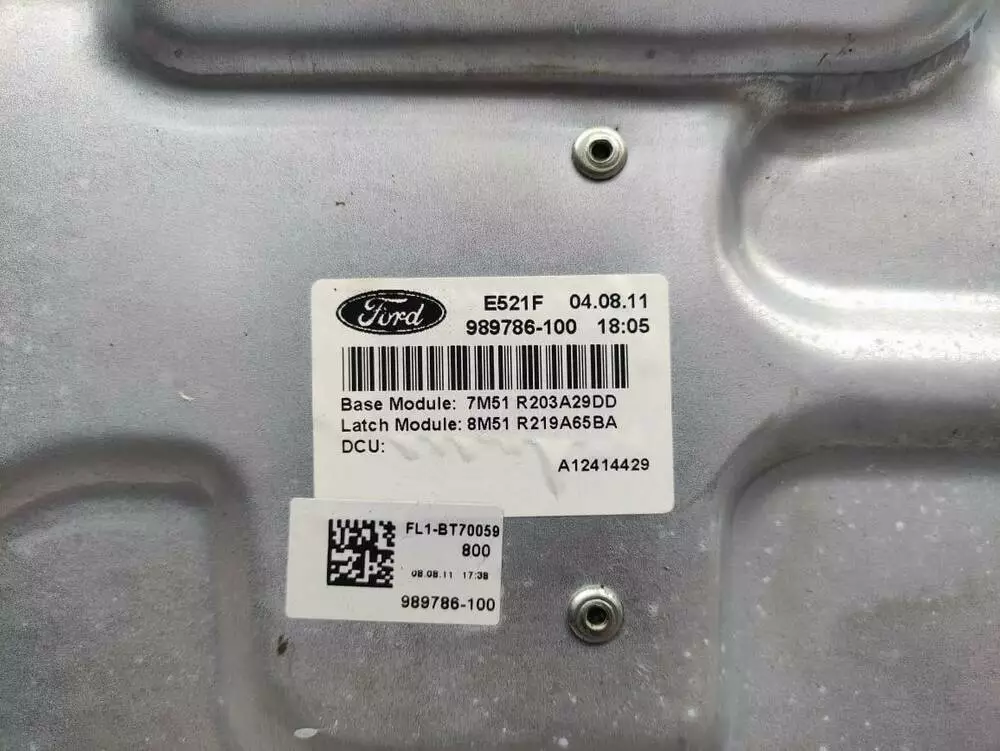 Ford
E521F 04.08.11
989786-100 18:05
Base Module: 7M51 R203A29DD
Latch Module: 8M51 R219A65BA
DCU:
A12414429
FL1-BT70059
800
08.08.11 17:38
989786-100